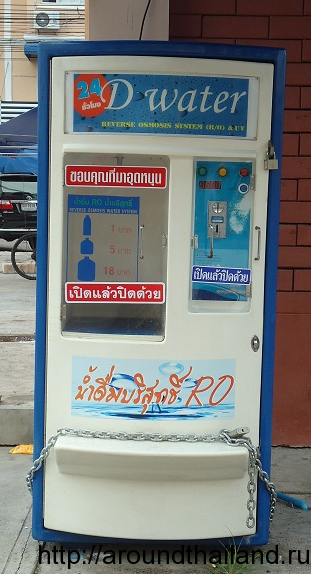 24
ชั่วโมง
D water
REVERSE OSMOSIS SYSTEM (R/O) & UV
ขอบคุณที่มาอุดหนุน
น้ำดื่ม RO น้ำบริสุทธิ์
REVERSE OSMOSIS WATER SYSTEM
1 บาท
5 บาท
18 บาท
เปิดแล้วปิดด้วย
เปิดแล้วปิดด้วย
น้ำดื่มบริสุทธิ์ RO
http://aroundthailand.ru